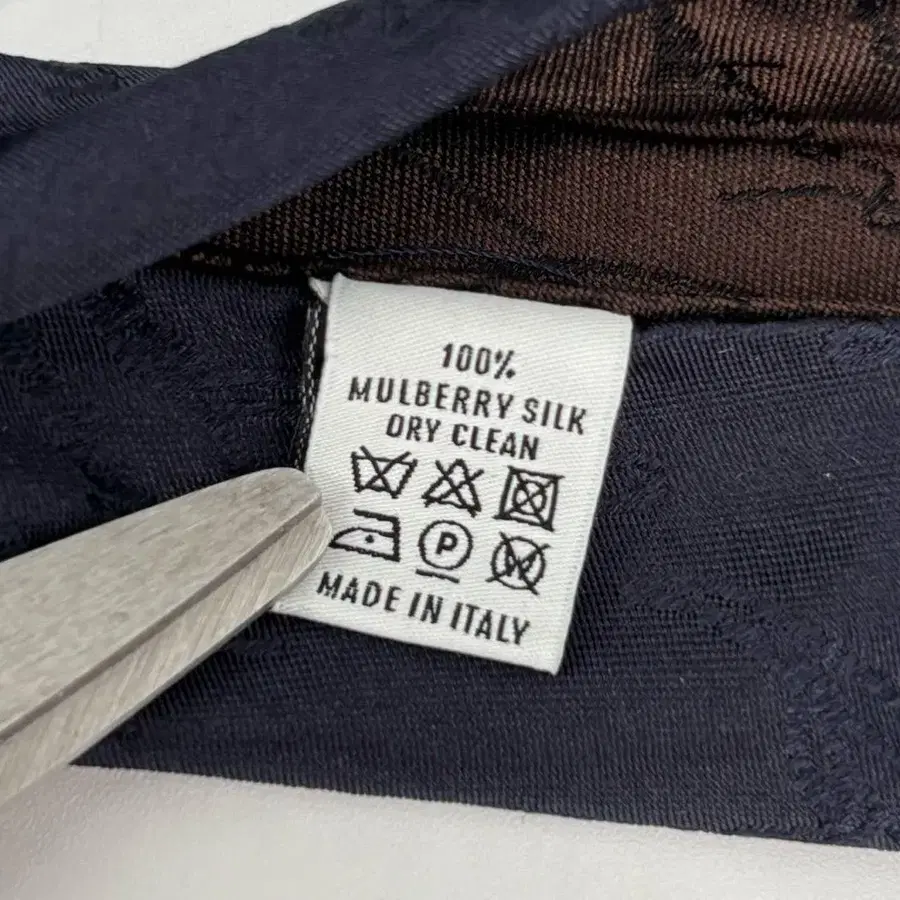 100%
MULBERRY SILK
DRY CLEAN
P
W
MADE IN ITALY